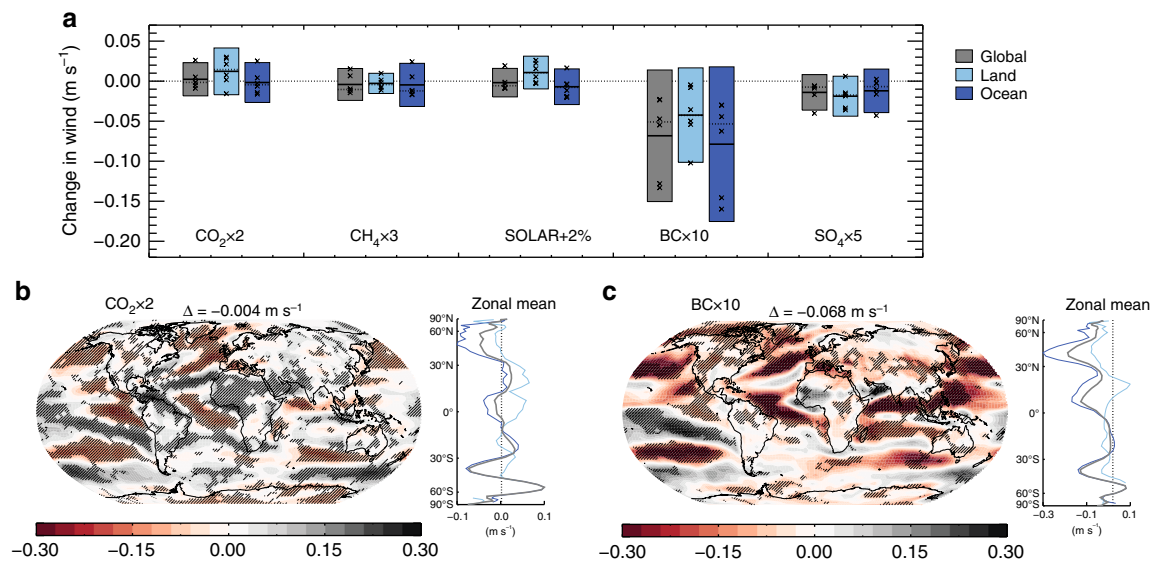 a
0.05
0.00
−0.05
−0.10
−0.15
−0.20
Change in wind (m s⁻¹)
CO₂×2
CH₄×3
SOLAR+2%
BC×10
SO₄×5
Global
Land
Ocean
b
CO₂×2
Δ = −0.004 m s⁻¹
−0.30 −0.15 0.00 0.15 0.30
Zonal mean
90°N
60°N
30°N
0°
30°S
60°S
90°S
−0.1 0.0 0.1
(m s⁻¹)
c
BC×10
Δ = −0.068 m s⁻¹
−0.30 −0.15 0.00 0.15 0.30
Zonal mean
90°N
60°N
30°N
0°
30°S
60°S
90°S
−0.3 −0.1 0.1
(m s⁻¹)